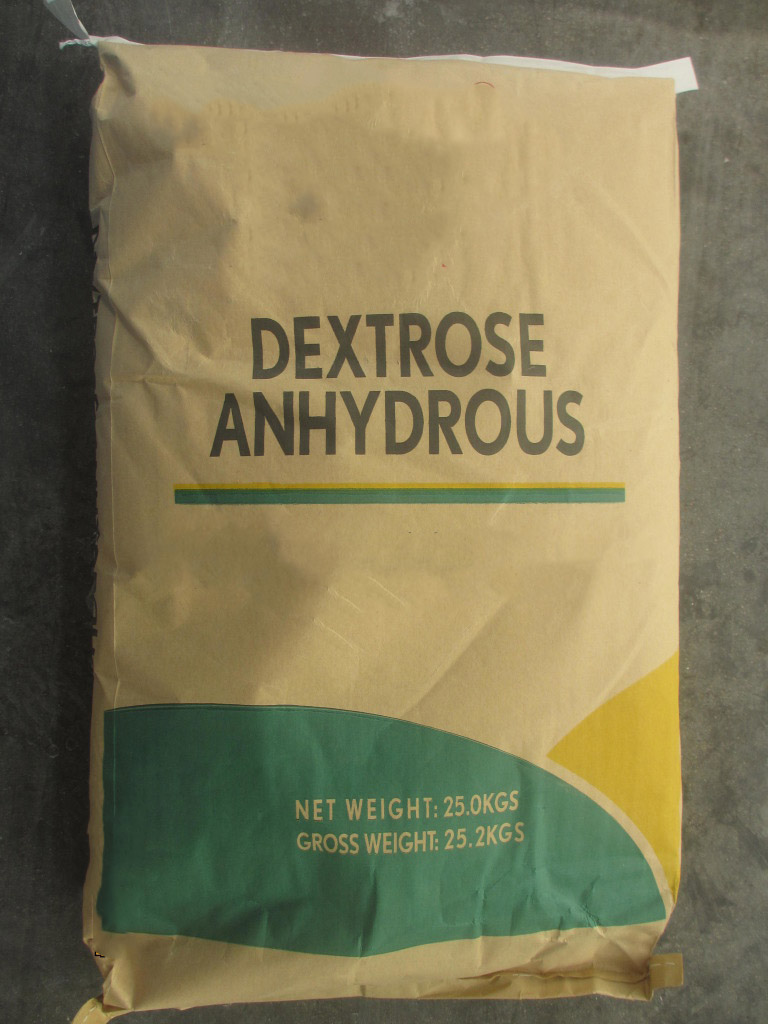 DEXTROSE
ANHYDROUS
NET WEIGHT: 25.0KGS
GROSS WEIGHT: 25.2KGS